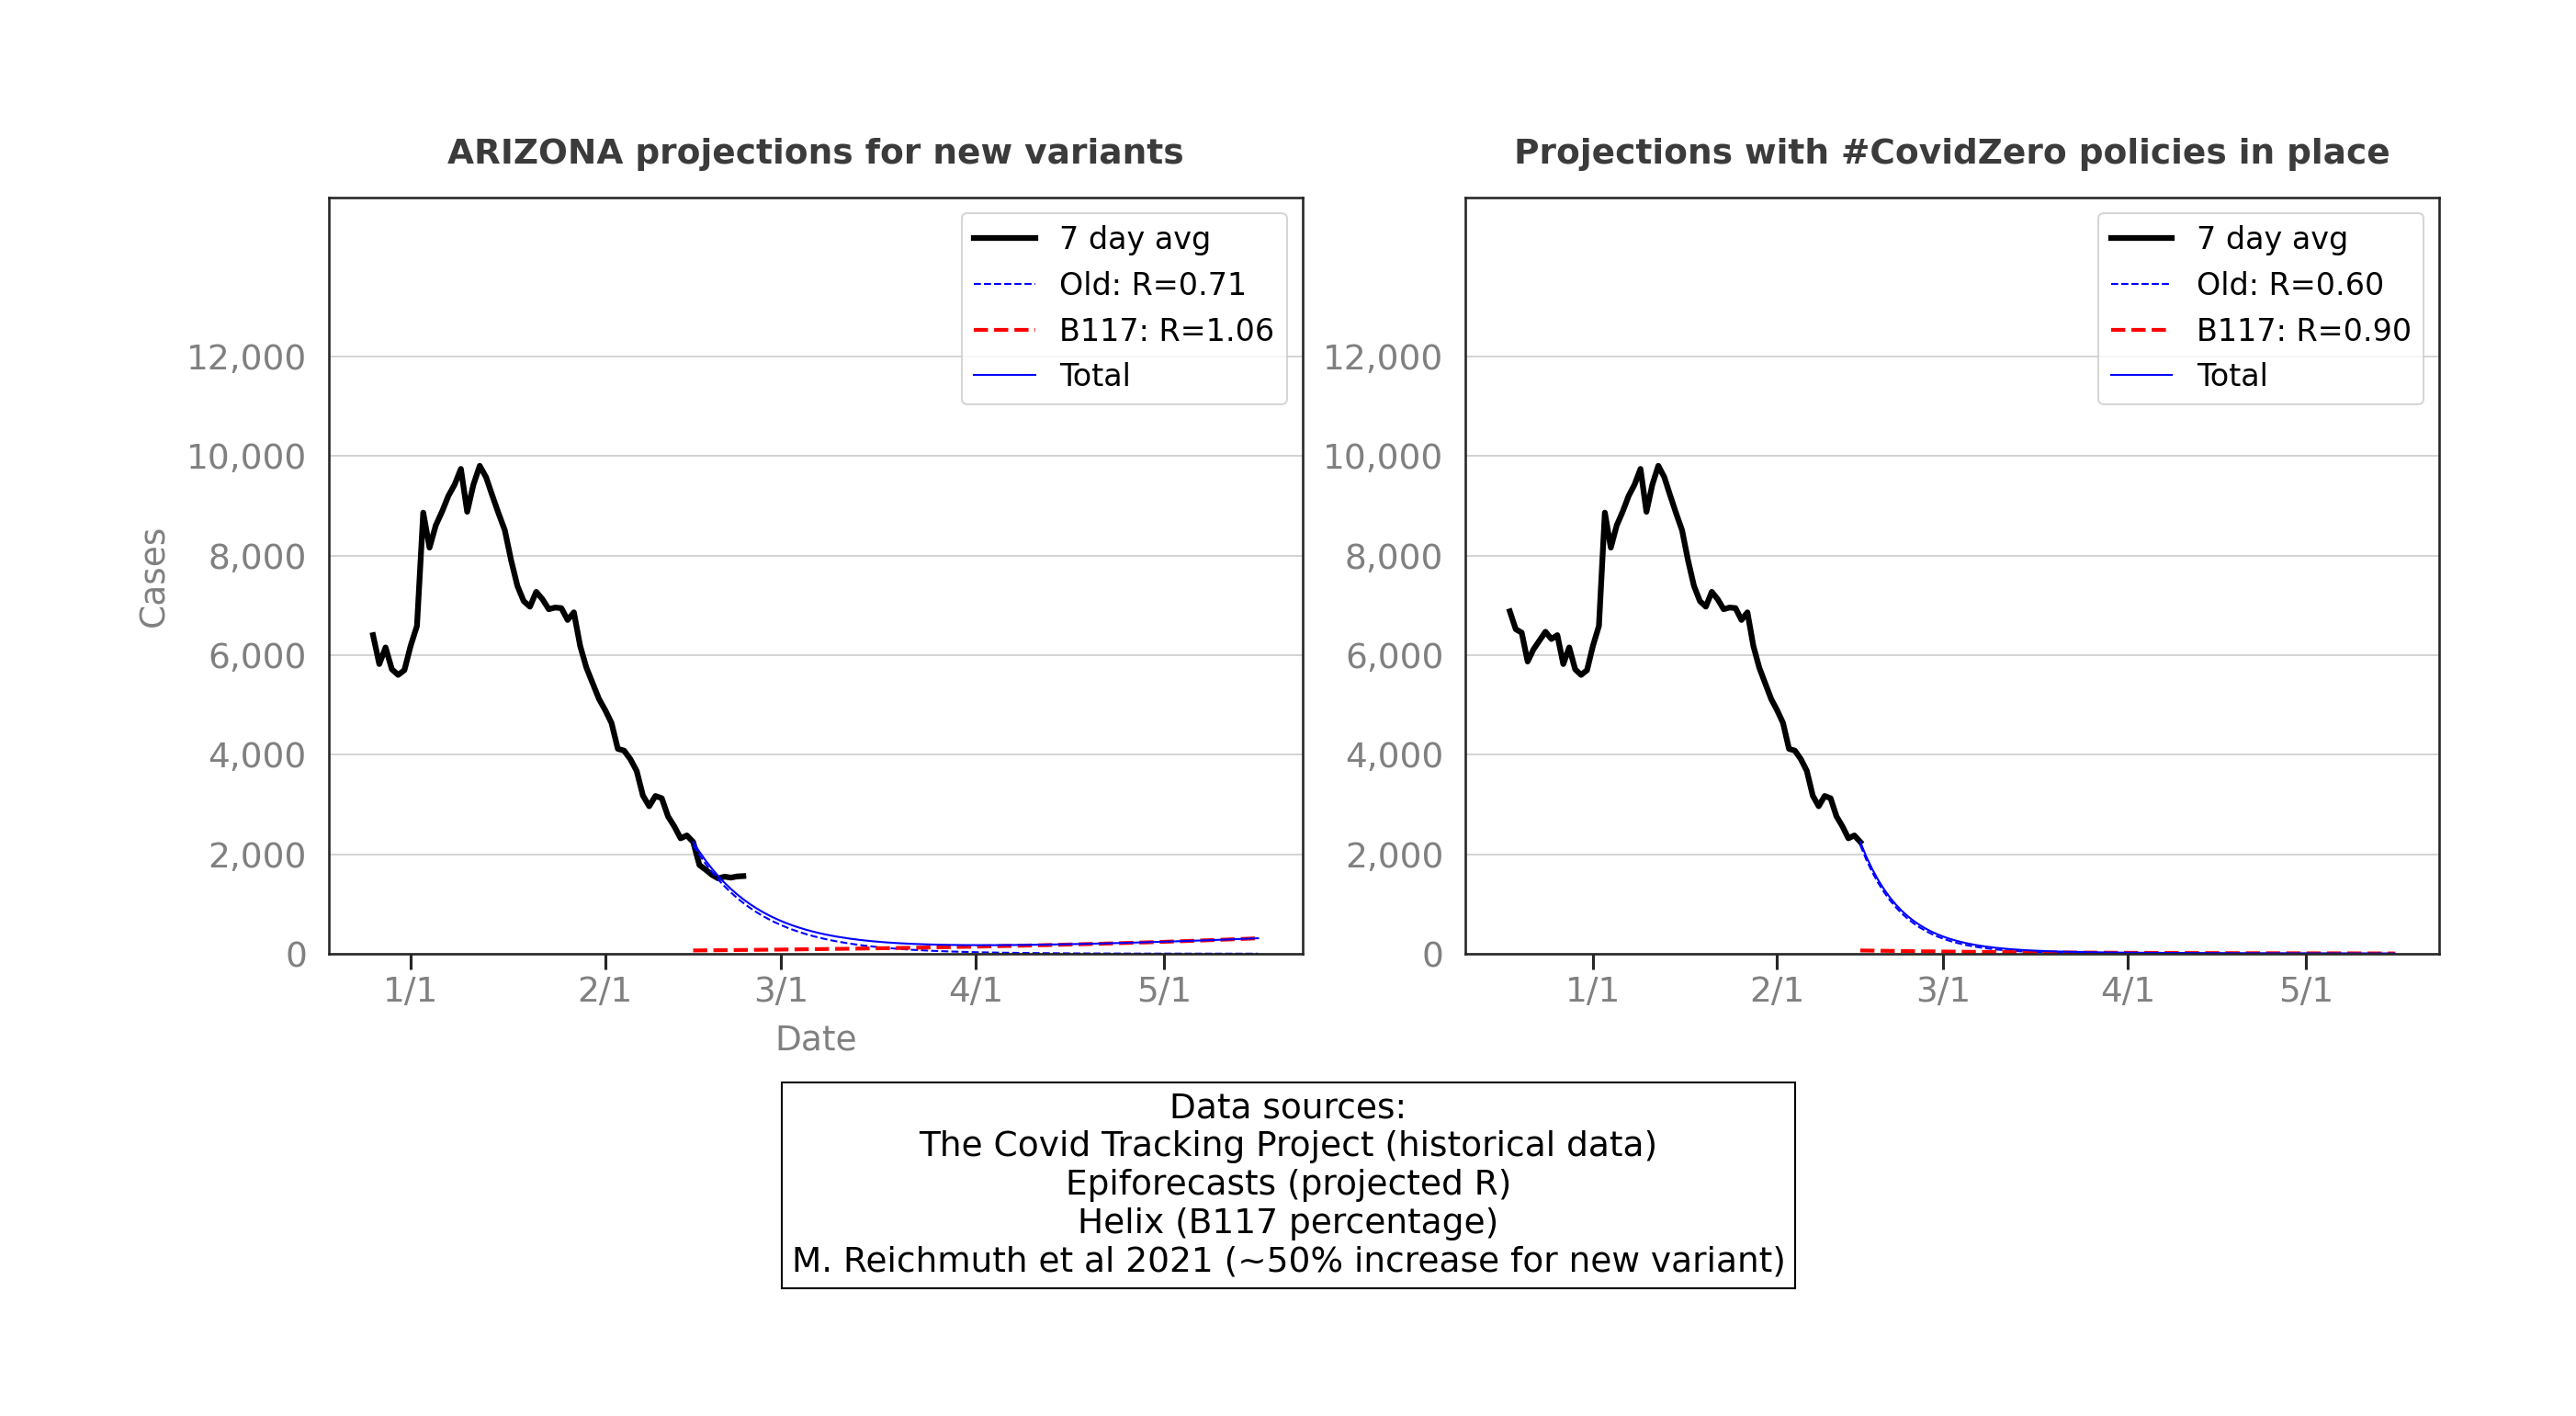 ARIZONA projections for new variants
7 day avg
Old: R=0.71
B117: R=1.06
Total
12,000
10,000
8,000
6,000
4,000
2,000
0
Cases
1/1
2/1
3/1
4/1
5/1
Date
Projections with #CovidZero policies in place
7 day avg
Old: R=0.60
B117: R=0.90
Total
12,000
10,000
8,000
6,000
4,000
2,000
0
1/1
2/1
3/1
4/1
5/1
Data sources:
The Covid Tracking Project (historical data)
Epiforecasts (projected R)
Helix (B117 percentage)
M. Reichmuth et al 2021 (~50% increase for new variant)